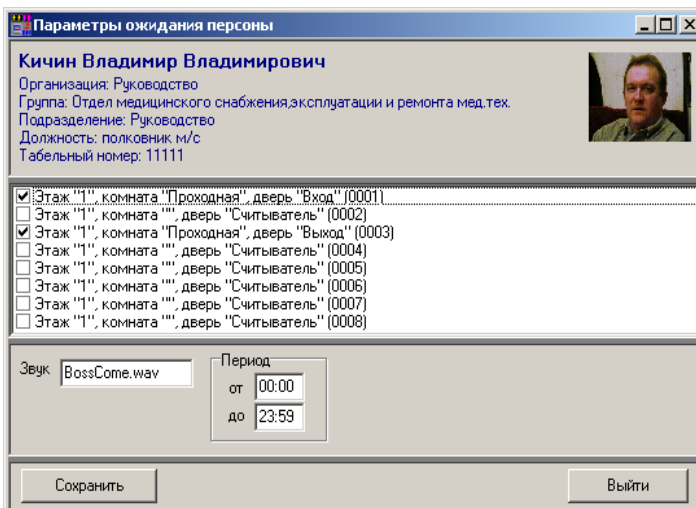 Параметры ожидания персоны
Кичин Владимир Владимирович
Организация: Руководство
Группа: Отдел медицинского снабжения,эксплуатации и ремонта мед.тех.
Подразделение: Руководство
Должность: полковник м/с
Табельный номер: 11111
Этаж "1", комната "Проходная", дверь "Вход" (0001)
Этаж "1", комната "", дверь "Считыватель" (0002)
Этаж "1", комната "Проходная", дверь "Выход" (0003)
Этаж "1", комната "", дверь "Считыватель" (0004)
Этаж "1", комната "", дверь "Считыватель" (0005)
Этаж "1", комната "", дверь "Считыватель" (0006)
Этаж "1", комната "", дверь "Считыватель" (0007)
Этаж "1", комната "", дверь "Считыватель" (0008)
Звук BossCome.wav
Период
от 00:00
до 23:59
Сохранить Выйти